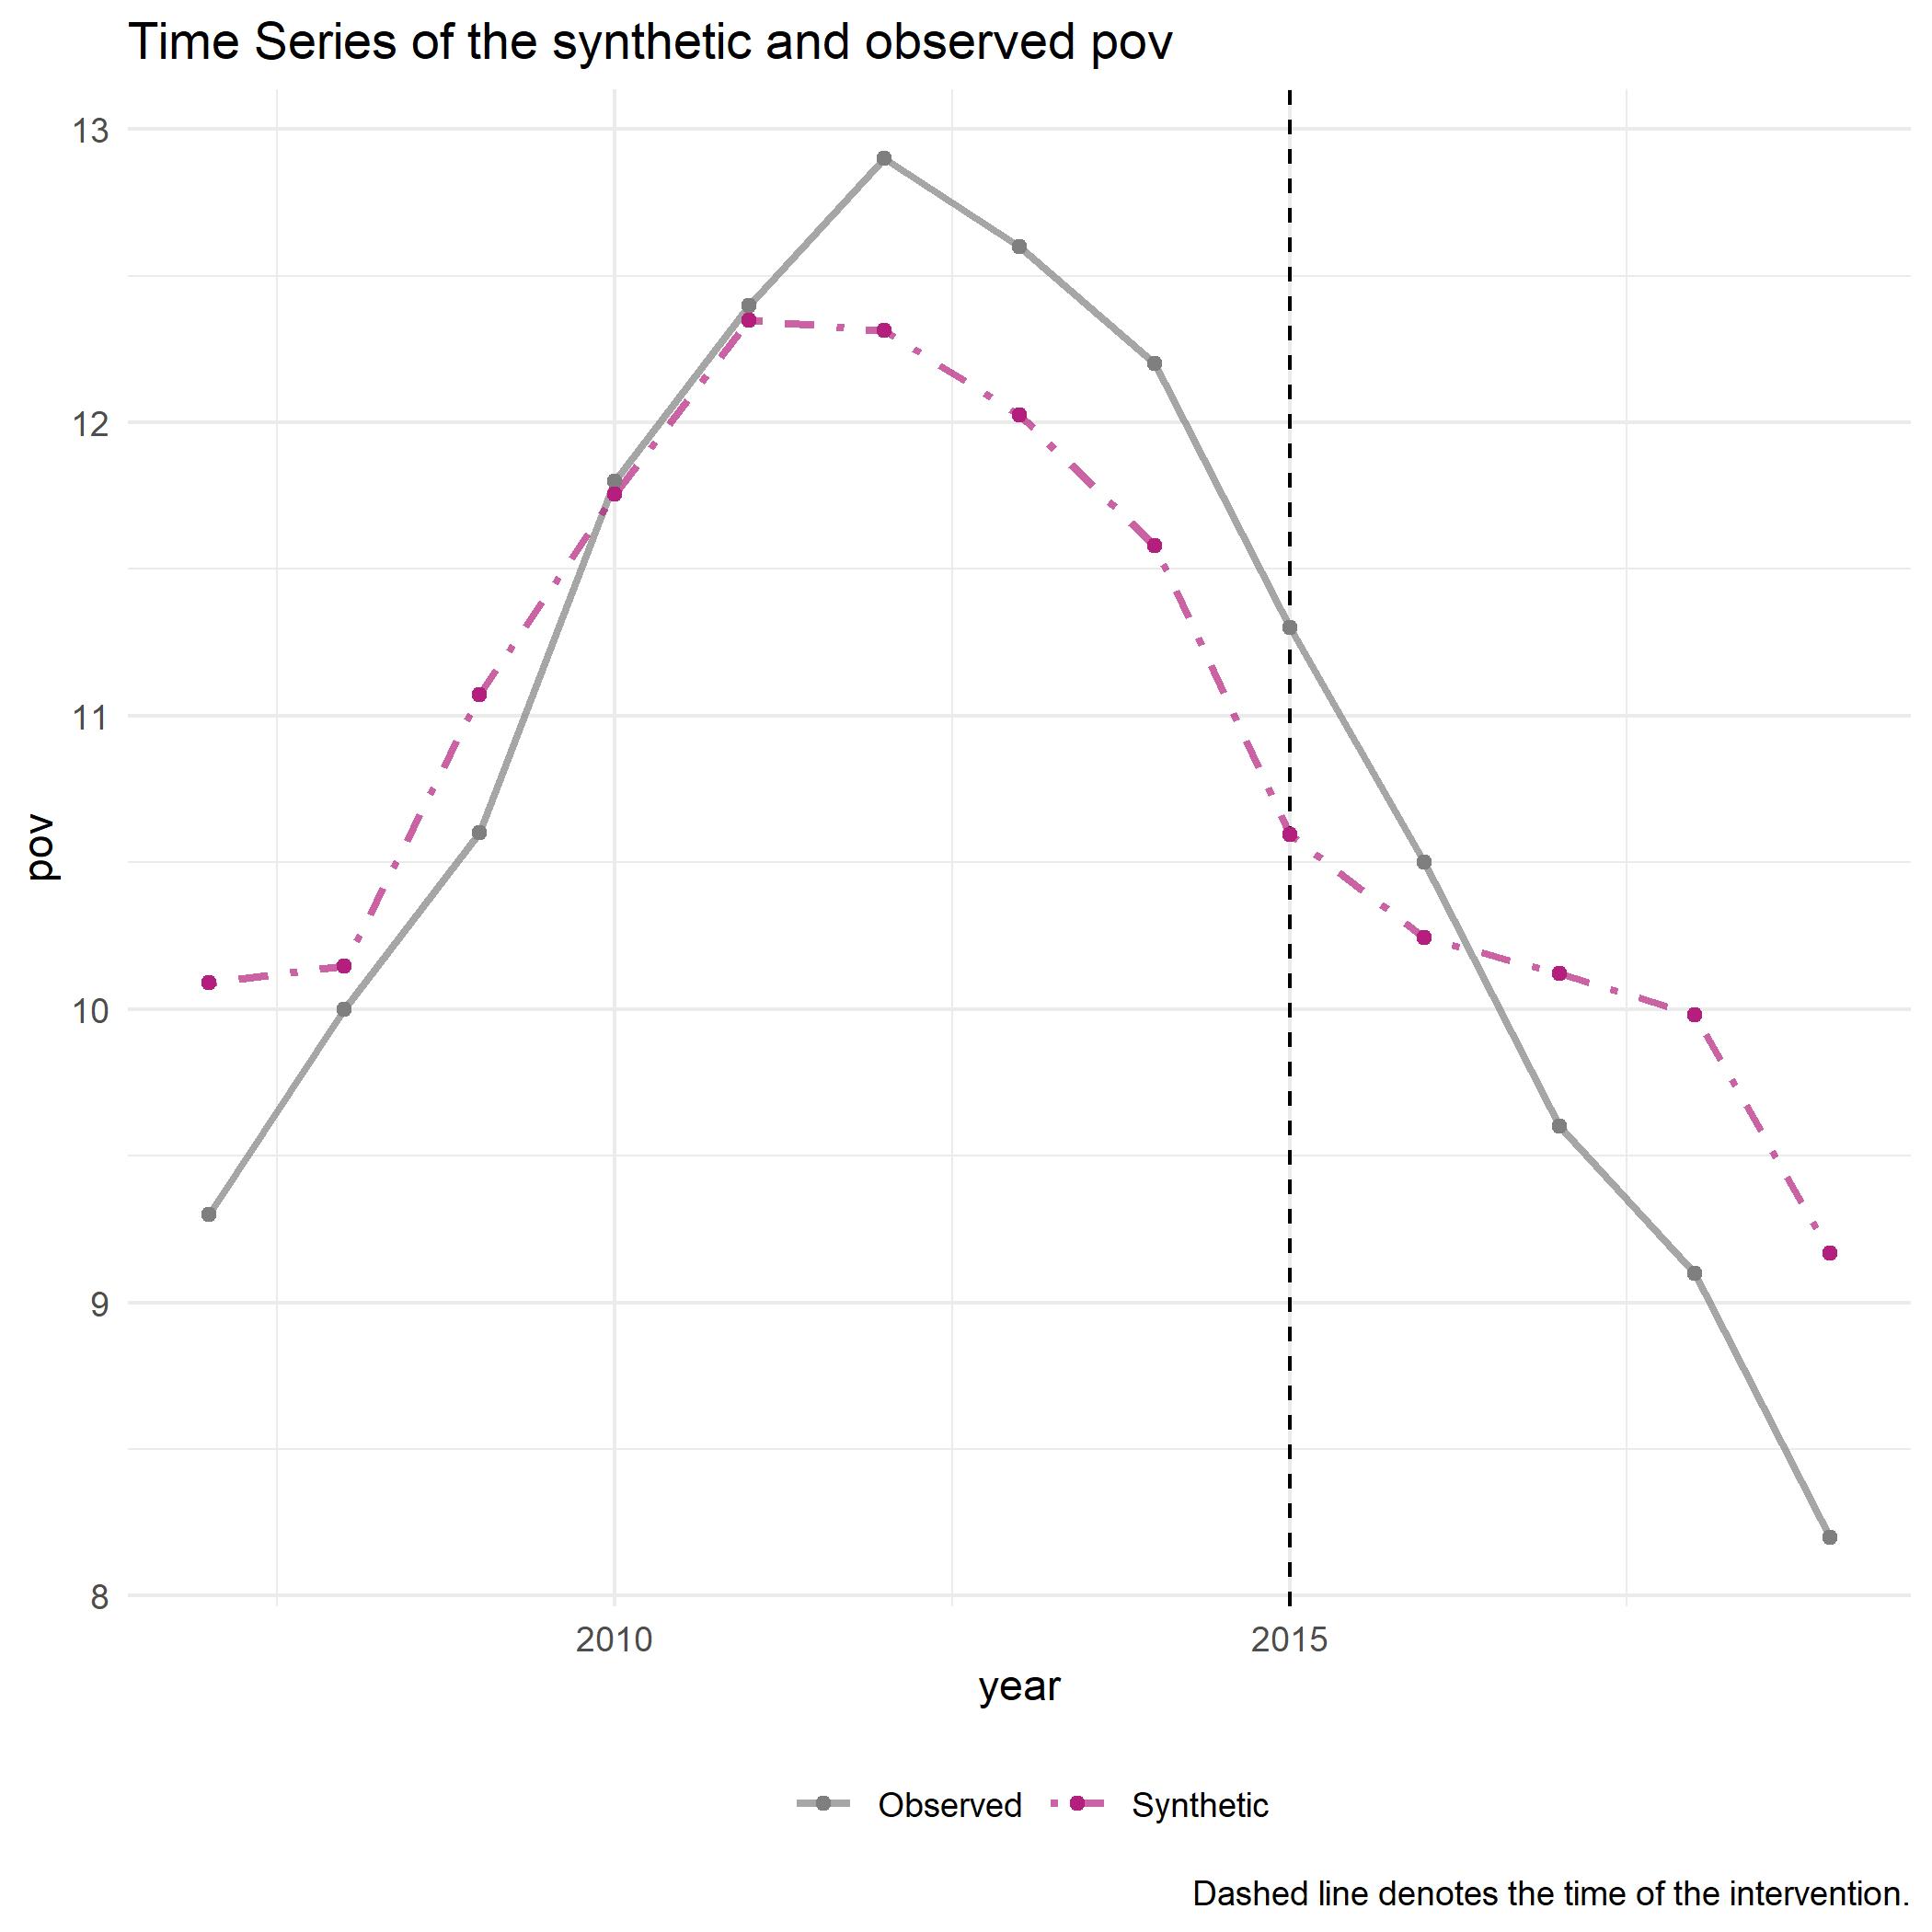 Time Series of the synthetic and observed pov
13
12
11
10
9
8
pov
2010 2015
year
Observed Synthetic
Dashed line denotes the time of the intervention.